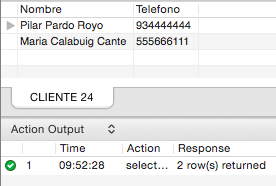 Nombre Telefono
Pilar Pardo Royo 934444444
Maria Calabuig Cante 555666111
CLIENTE 24
Action Output
Time Action Response
1 09:52:28 select... 2 row(s) returned